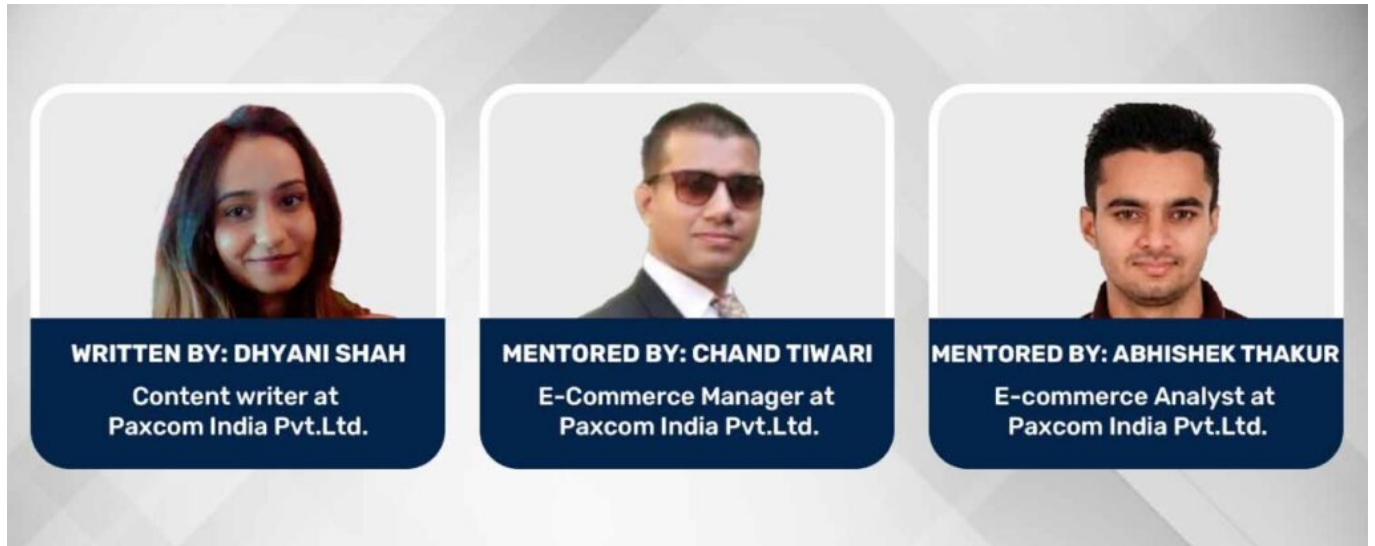 WRITTEN BY: DHYANI SHAH
Content writer at
Paxcom India Pvt.Ltd.
MENTORED BY: CHAND TIWARI
E-Commerce Manager at
Paxcom India Pvt.Ltd.
MENTORED BY: ABHISHEK THAKUR
E-commerce Analyst at
Paxcom India Pvt.Ltd.